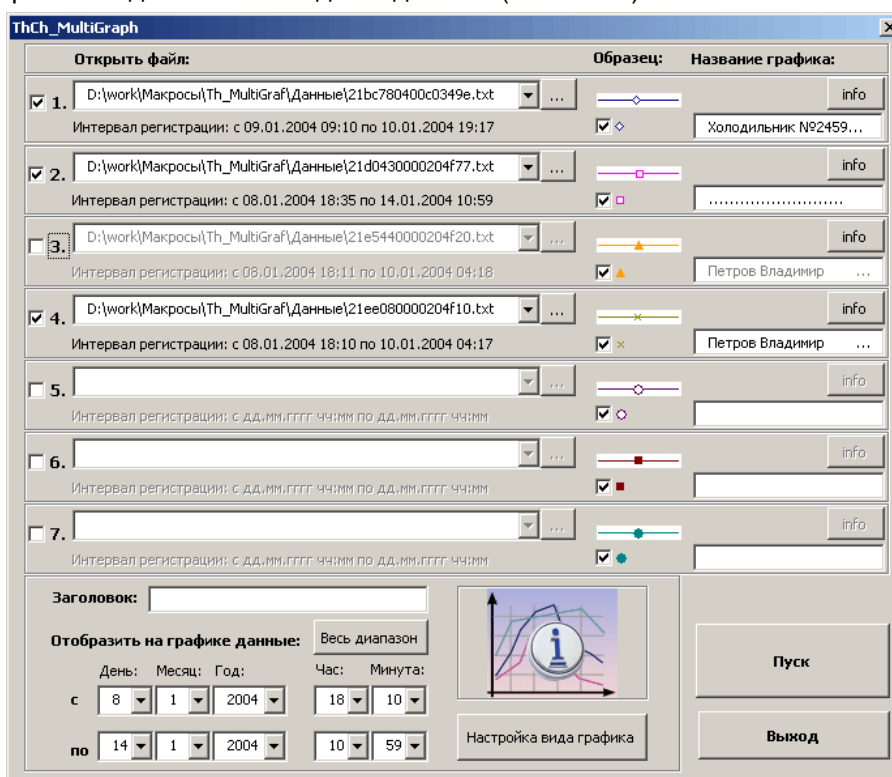 ThCh_MultiGraph
Открыть файл: Образец: Название графика:
1. D:\work\Макросы\Th_MultiGraf\Данные\21bc780400c0349e.txt ... info
Интервал регистрации: с 09.01.2004 09:10 по 10.01.2004 19:17 Холодильник №2459...
2. D:\work\Макросы\Th_MultiGraf\Данные\21d0430000204f77.txt ... info
Интервал регистрации: с 08.01.2004 18:35 по 14.01.2004 10:59 ..........................
3. D:\work\Макросы\Th_MultiGraf\Данные\21e5440000204f20.txt ... info
Интервал регистрации: с 08.01.2004 18:11 по 10.01.2004 04:18 Петров Владимир ...
4. D:\work\Макросы\Th_MultiGraf\Данные\21ee080000204f10.txt ... info
Интервал регистрации: с 08.01.2004 18:10 по 10.01.2004 04:17 Петров Владимир ...
5. ... info
Интервал регистрации: с дд.мм.гггг чч:мм по дд.мм.гггг чч:мм
6. ... info
Интервал регистрации: с дд.мм.гггг чч:мм по дд.мм.гггг чч:мм
7. ... info
Интервал регистрации: с дд.мм.гггг чч:мм по дд.мм.гггг чч:мм
Заголовок:
Отобразить на графике данные: Весь диапазон
День: Месяц: Год: Час: Минута:
с 8 1 2004 18 10
по 14 1 2004 10 59
Настройка вида графика
Пуск
Выход